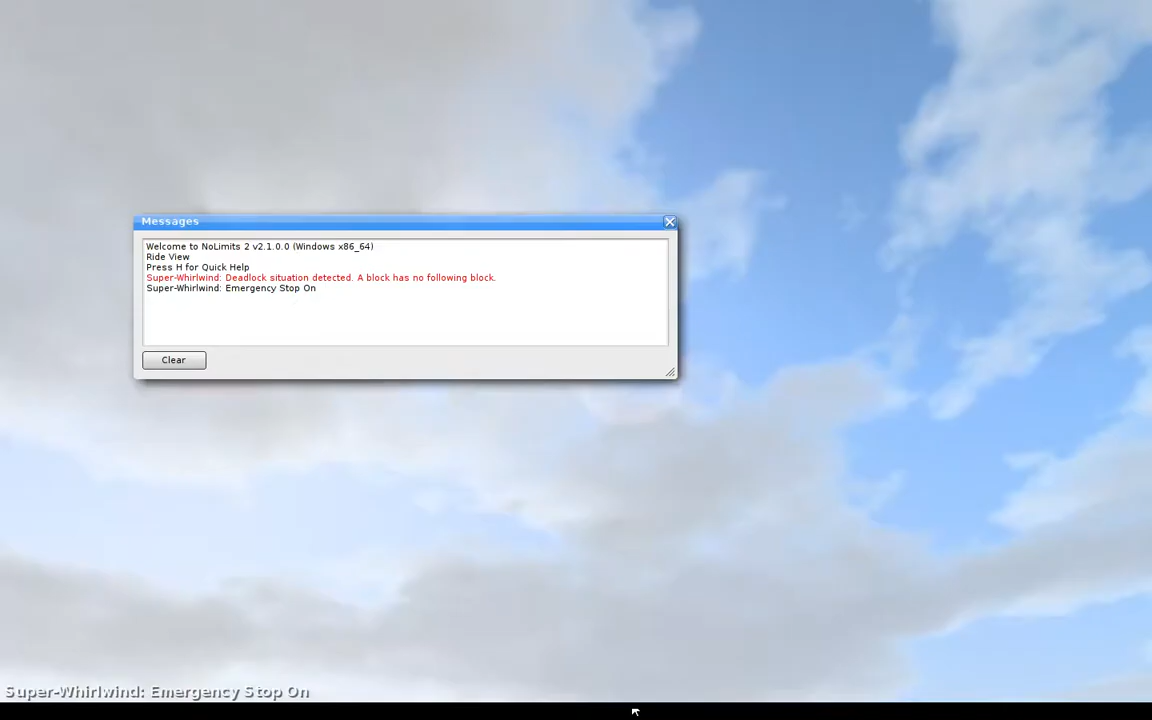 Messages
Welcome to NoLimits 2 v2.1.0.0 (Windows x86_64)
Ride View
Press H for Quick Help
Super-Whirlwind: Deadlock situation detected. A block has no following block.
Super-Whirlwind: Emergency Stop On
Clear
Super-Whirlwind: Emergency Stop On